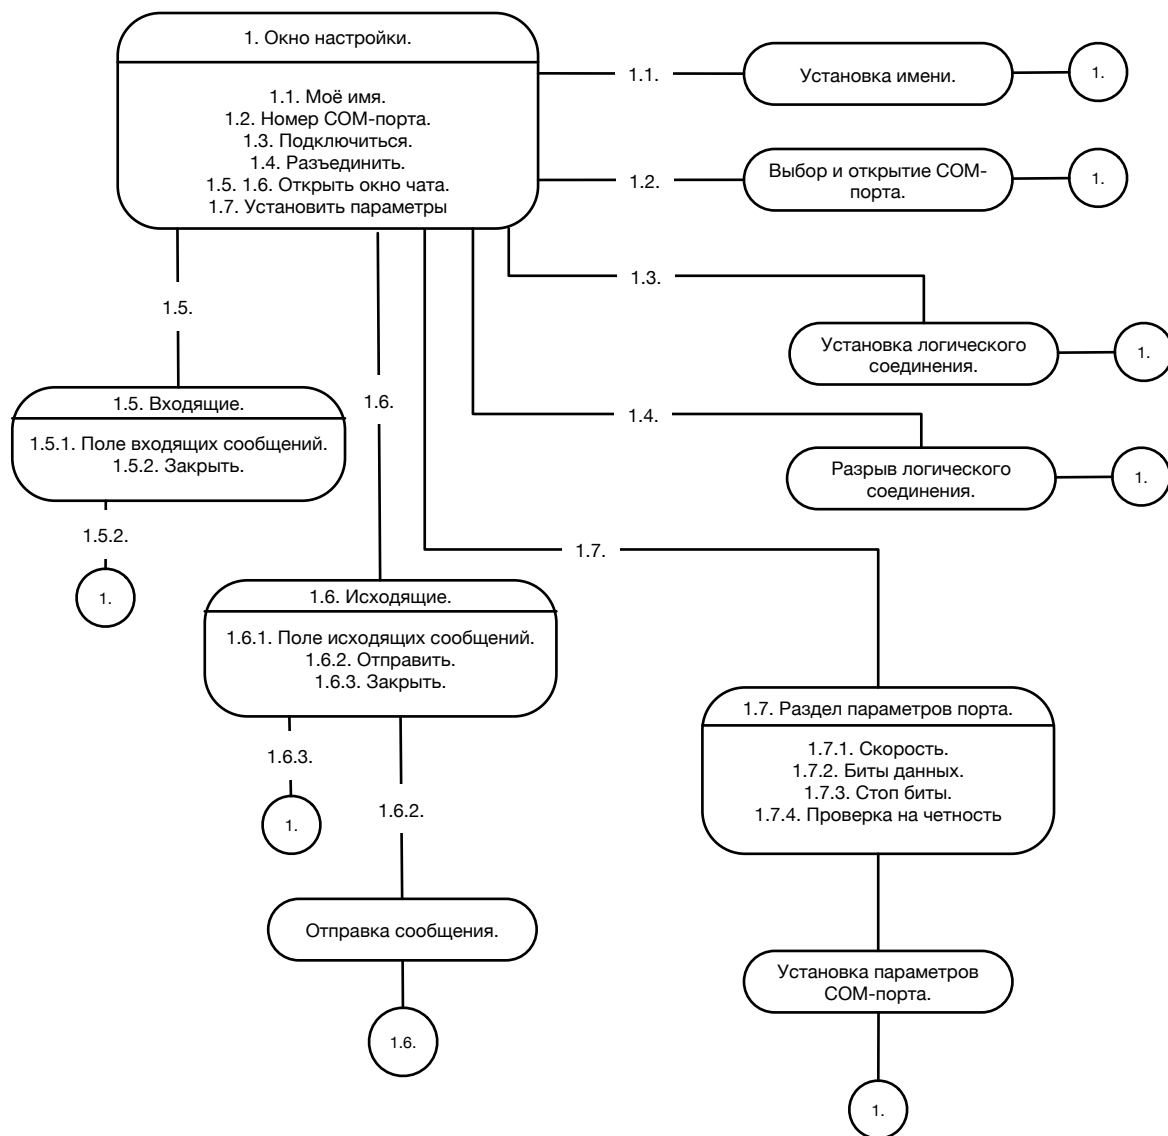 1. Окно настройки.
1.1. Моё имя.
1.2. Номер COM-порта.
1.3. Подключиться.
1.4. Разъединить.
1.5. 1.6. Открыть окно чата.
1.7. Установить параметры
1.1.
Установка имени.
1.
1.2.
Выбор и открытие COM-
порта.
1.
1.3.
Установка логического
соединения.
1.
1.4.
Разрыв логического
соединения.
1.
1.5.
1.5. Входящие.
1.5.1. Поле входящих сообщений.
1.5.2. Закрыть.
1.5.2.
1.
1.6.
1.6. Исходящие.
1.6.1. Поле исходящих сообщений.
1.6.2. Отправить.
1.6.3. Закрыть.
1.6.3.
1.
1.6.2.
Отправка сообщения.
1.6.
1.7.
1.7. Раздел параметров порта.
1.7.1. Скорость.
1.7.2. Биты данных.
1.7.3. Стоп биты.
1.7.4. Проверка на четность
Установка параметров
COM-порта.
1.